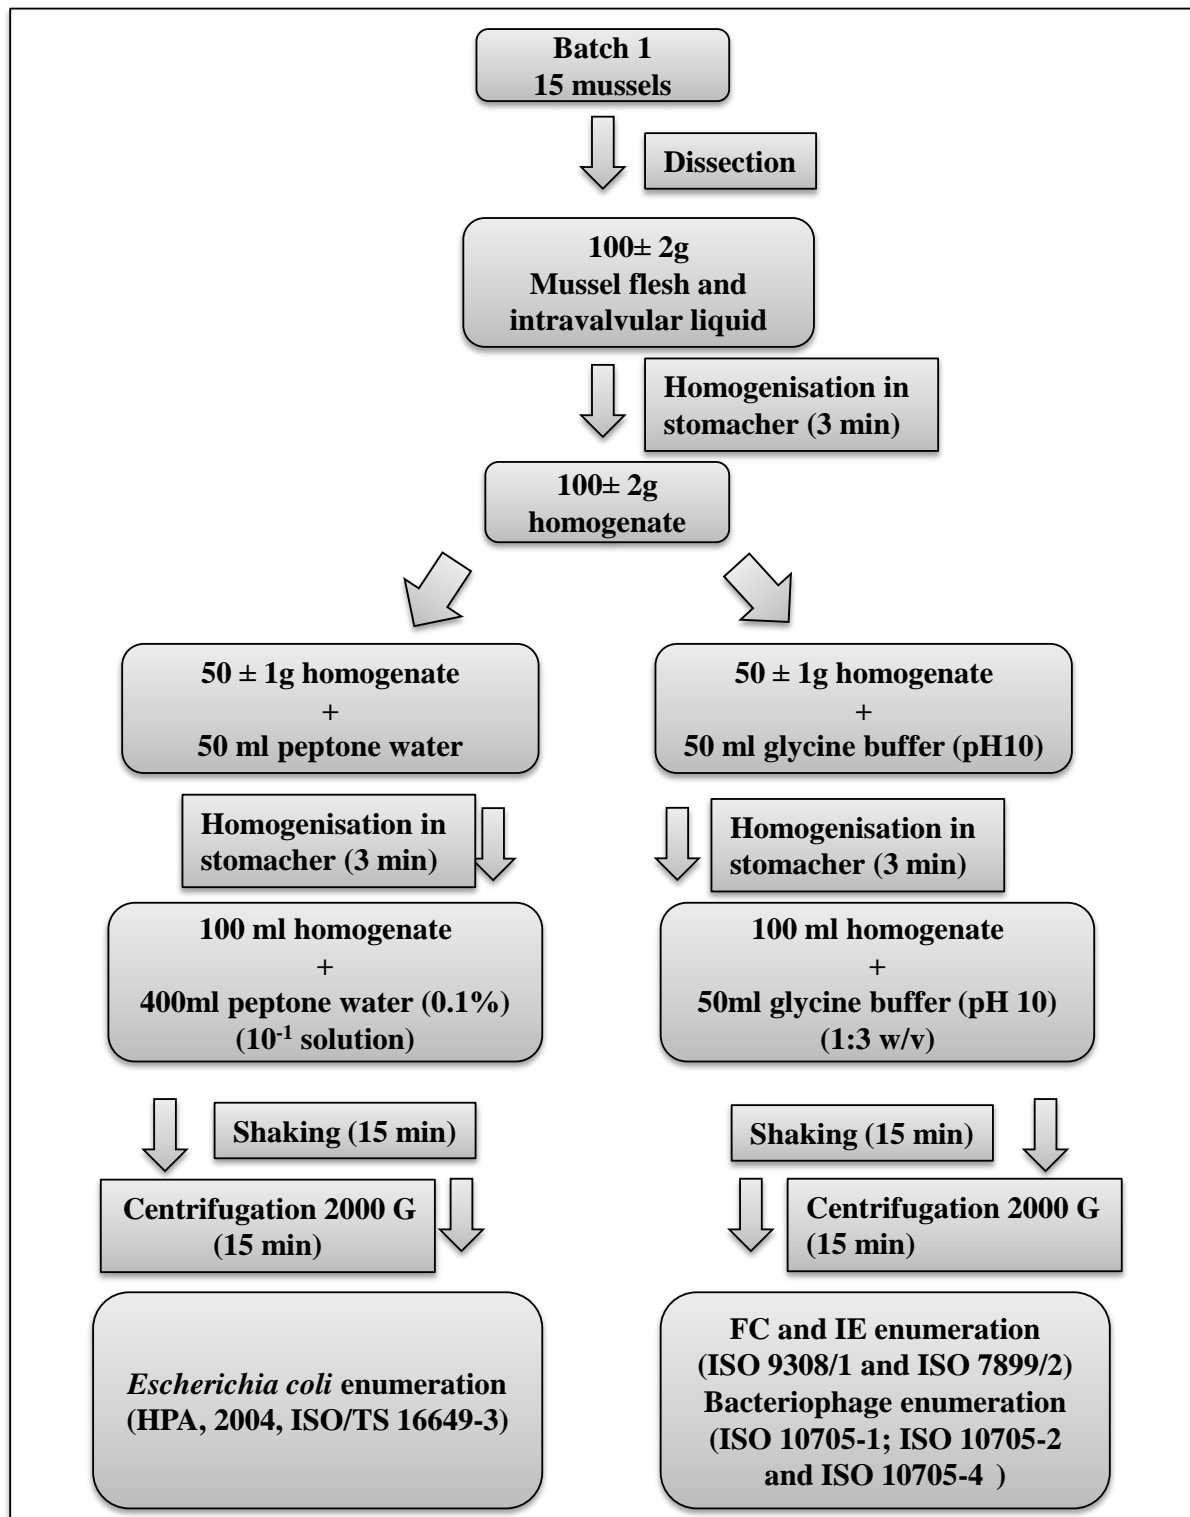 Batch 1
15 mussels
Dissection
100± 2g
Mussel flesh and
intravalvular liquid
Homogenisation in
stomacher (3 min)
100± 2g
homogenate
50 ± 1g homogenate
+
50 ml peptone water
50 ± 1g homogenate
+
50 ml glycine buffer (pH10)
Homogenisation in
stomacher (3 min)
Homogenisation in
stomacher (3 min)
100 ml homogenate
+
400ml peptone water (0.1%)
(10⁻¹ solution)
100 ml homogenate
+
50ml glycine buffer (pH 10)
(1:3 w/v)
Shaking (15 min)
Shaking (15 min)
Centrifugation 2000 G
(15 min)
Centrifugation 2000 G
(15 min)
Escherichia coli enumeration
(HPA, 2004, ISO/TS 16649-3)
FC and IE enumeration
(ISO 9308/1 and ISO 7899/2)
Bacteriophage enumeration
(ISO 10705-1; ISO 10705-2
and ISO 10705-4 )